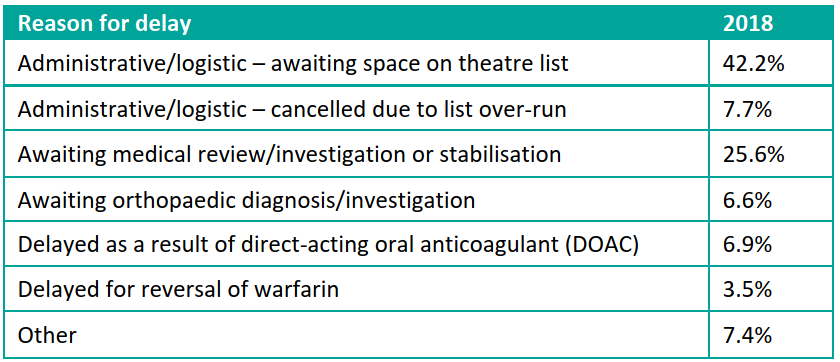 Reason for delay 2018
Administrative/logistic – awaiting space on theatre list 42.2%
Administrative/logistic – cancelled due to list over-run 7.7%
Awaiting medical review/investigation or stabilisation 25.6%
Awaiting orthopaedic diagnosis/investigation 6.6%
Delayed as a result of direct-acting oral anticoagulant (DOAC) 6.9%
Delayed for reversal of warfarin 3.5%
Other 7.4%